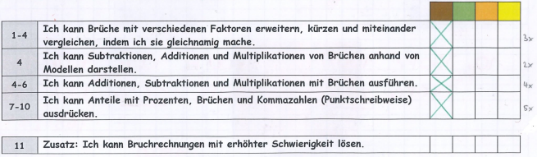 1-4 Ich kann Brüche mit verschiedenen Faktoren erweitern, kürzen und miteinander
vergleichen, indem ich sie gleichnamig mache. 3x
4 Ich kann Subtraktionen, Additionen und Multiplikationen von Brüchen anhand von
Modellen darstellen. 2x
4-6 Ich kann Additionen, Subtraktionen und Multiplikationen mit Brüchen ausführen. 4x
7-10 Ich kann Anteile mit Prozenten, Brüchen und Kommazahlen (Punktschreibweise)
ausdrücken. 5x
11 Zusatz: Ich kann Bruchrechnungen mit erhöhter Schwierigkeit lösen.